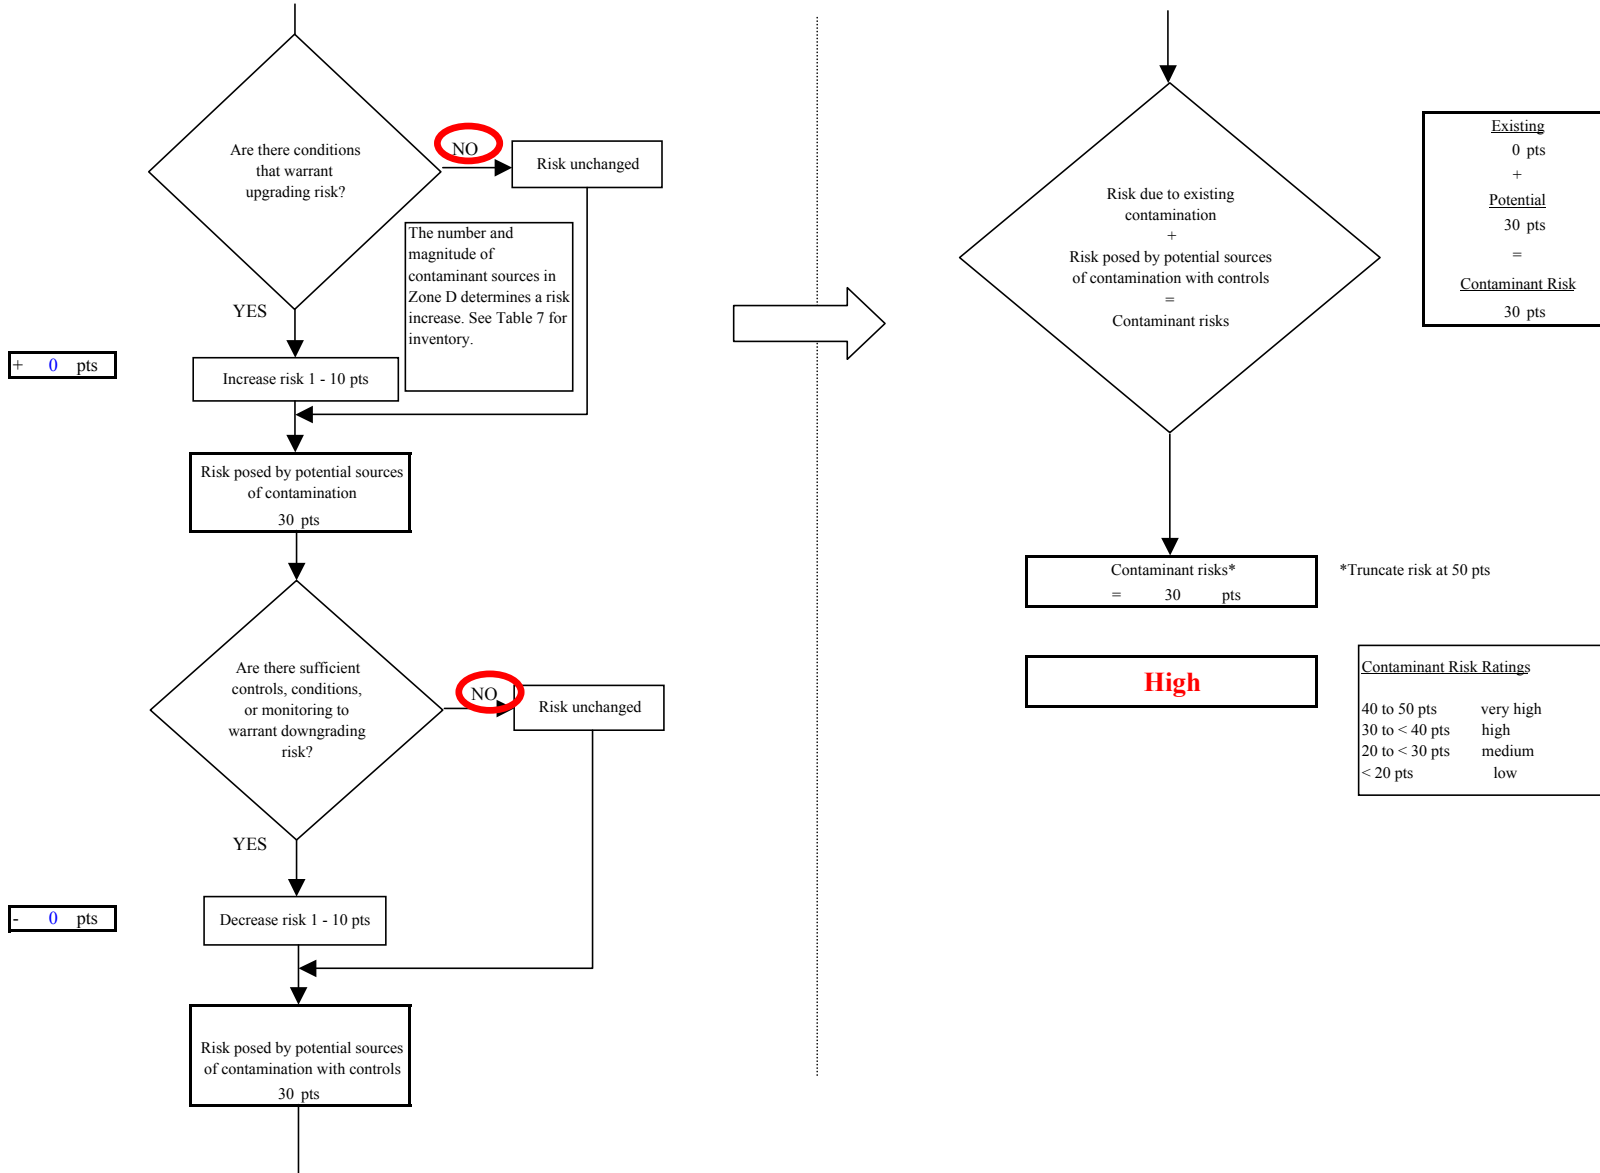 Are there conditions
that warrant
upgrading risk?
NO
Risk unchanged
The number and
magnitude of
contaminant sources in
Zone D determines a risk
increase. See Table 7 for
inventory.
YES
+ 0 pts
Increase risk 1 - 10 pts
Risk posed by potential sources
of contamination
30 pts
Are there sufficient
controls, conditions,
or monitoring to
warrant downgrading
risk?
NO
Risk unchanged
YES
- 0 pts
Decrease risk 1 - 10 pts
Risk posed by potential sources
of contamination with controls
30 pts
Risk due to existing
contamination
+
Risk posed by potential sources
of contamination with controls
=
Contaminant risks
Existing
0 pts
+
Potential
30 pts
=
Contaminant Risk
30 pts
Contaminant risks*
= 30 pts
*Truncate risk at 50 pts
High
Contaminant Risk Ratings
40 to 50 pts very high
30 to < 40 pts high
20 to < 30 pts medium
< 20 pts low